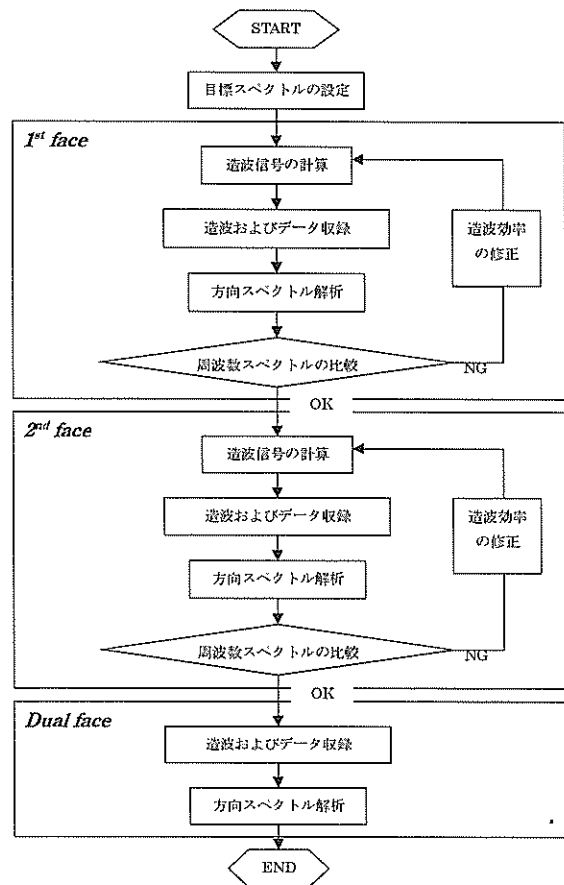 START
目標スペクトルの設定
1st face
造波信号の計算
造波およびデータ収録
造波効率
の修正
方向スペクトル解析
周波数スペクトルの比較
NG
OK
2nd face
造波信号の計算
造波およびデータ収録
造波効率
の修正
方向スペクトル解析
周波数スペクトルの比較
NG
OK
Dual face
造波およびデータ収録
方向スペクトル解析
END